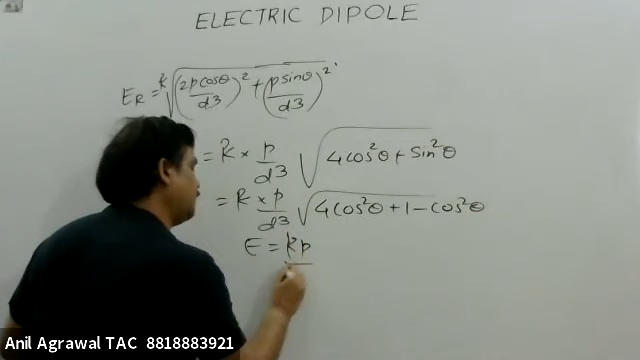 ELECTRIC DIPOLE
E_R = k√((2pcosθ/d3)² + (psinθ/d3)²)
= k × p/d3 √(4cos²θ + sin²θ)
= k × p/d3 √(4cos²θ + 1 - cos²θ)
E = kp
Anil Agrawal TAC 8818883921